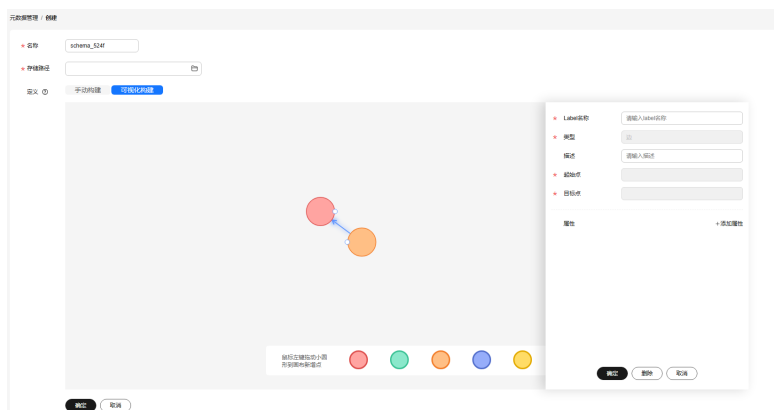 元数据管理 / 创建
* 名称 schema_524f
* 存储路径
定义 手动构建 可视化构建
* Label名称 请输入label名称
* 类型 边
描述 请输入描述
* 起始点
* 目标点
属性 +添加属性
鼠标左键拖动小圆
形到画布新增点
确定 删除 取消
确定 取消